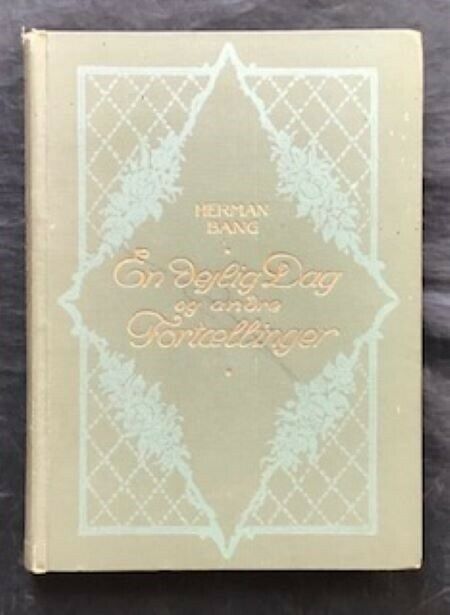 HERMAN
BANG
En dejlig Dag
og andre
Fortællinger